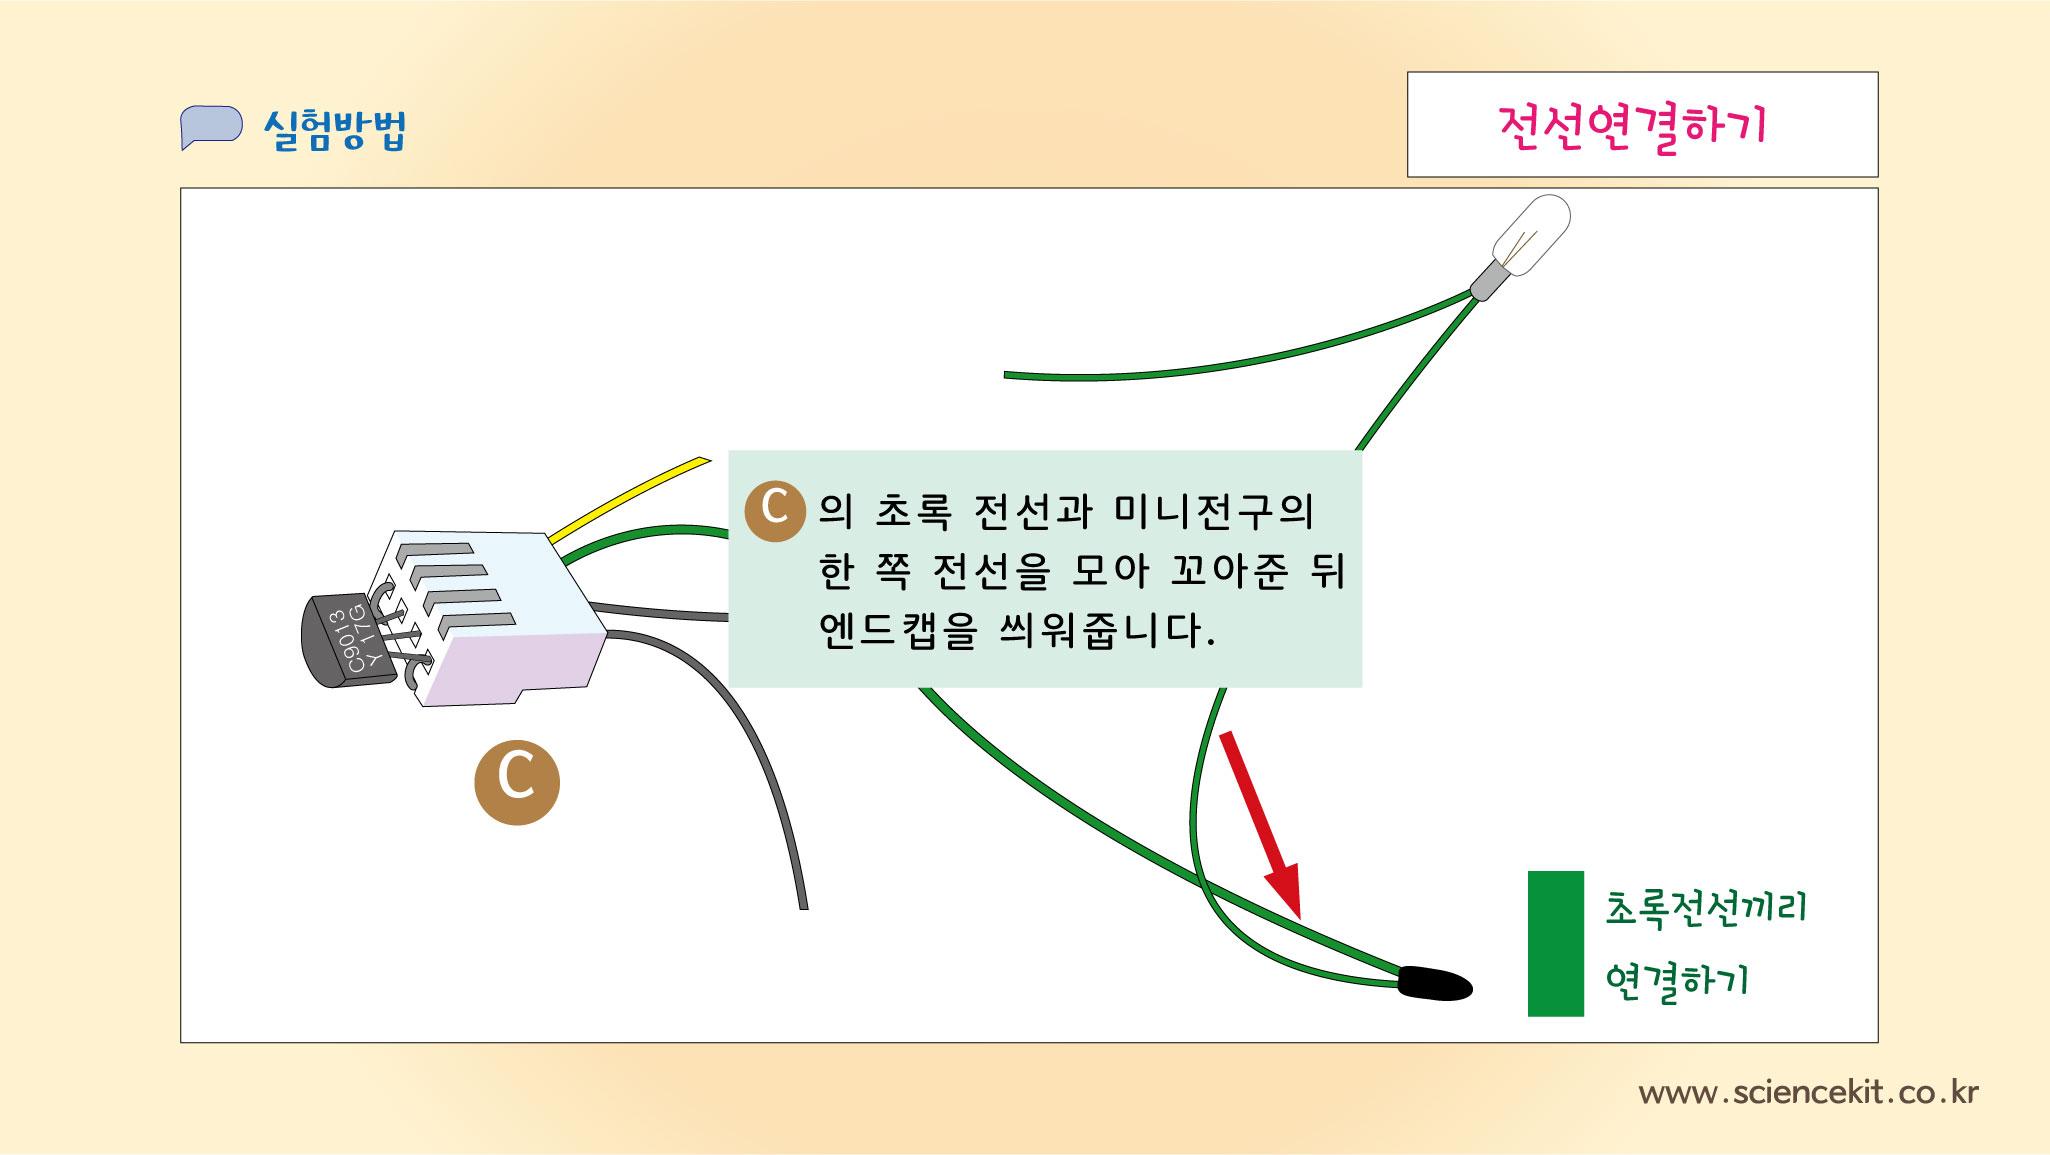 실험방법
전선연결하기
C 의 초록 전선과 미니전구의
한 쪽 전선을 모아 꼬아준 뒤
엔드캡을 씌워줍니다.
C9013
Y 17G
C
초록전선끼리
연결하기
www.sciencekit.co.kr